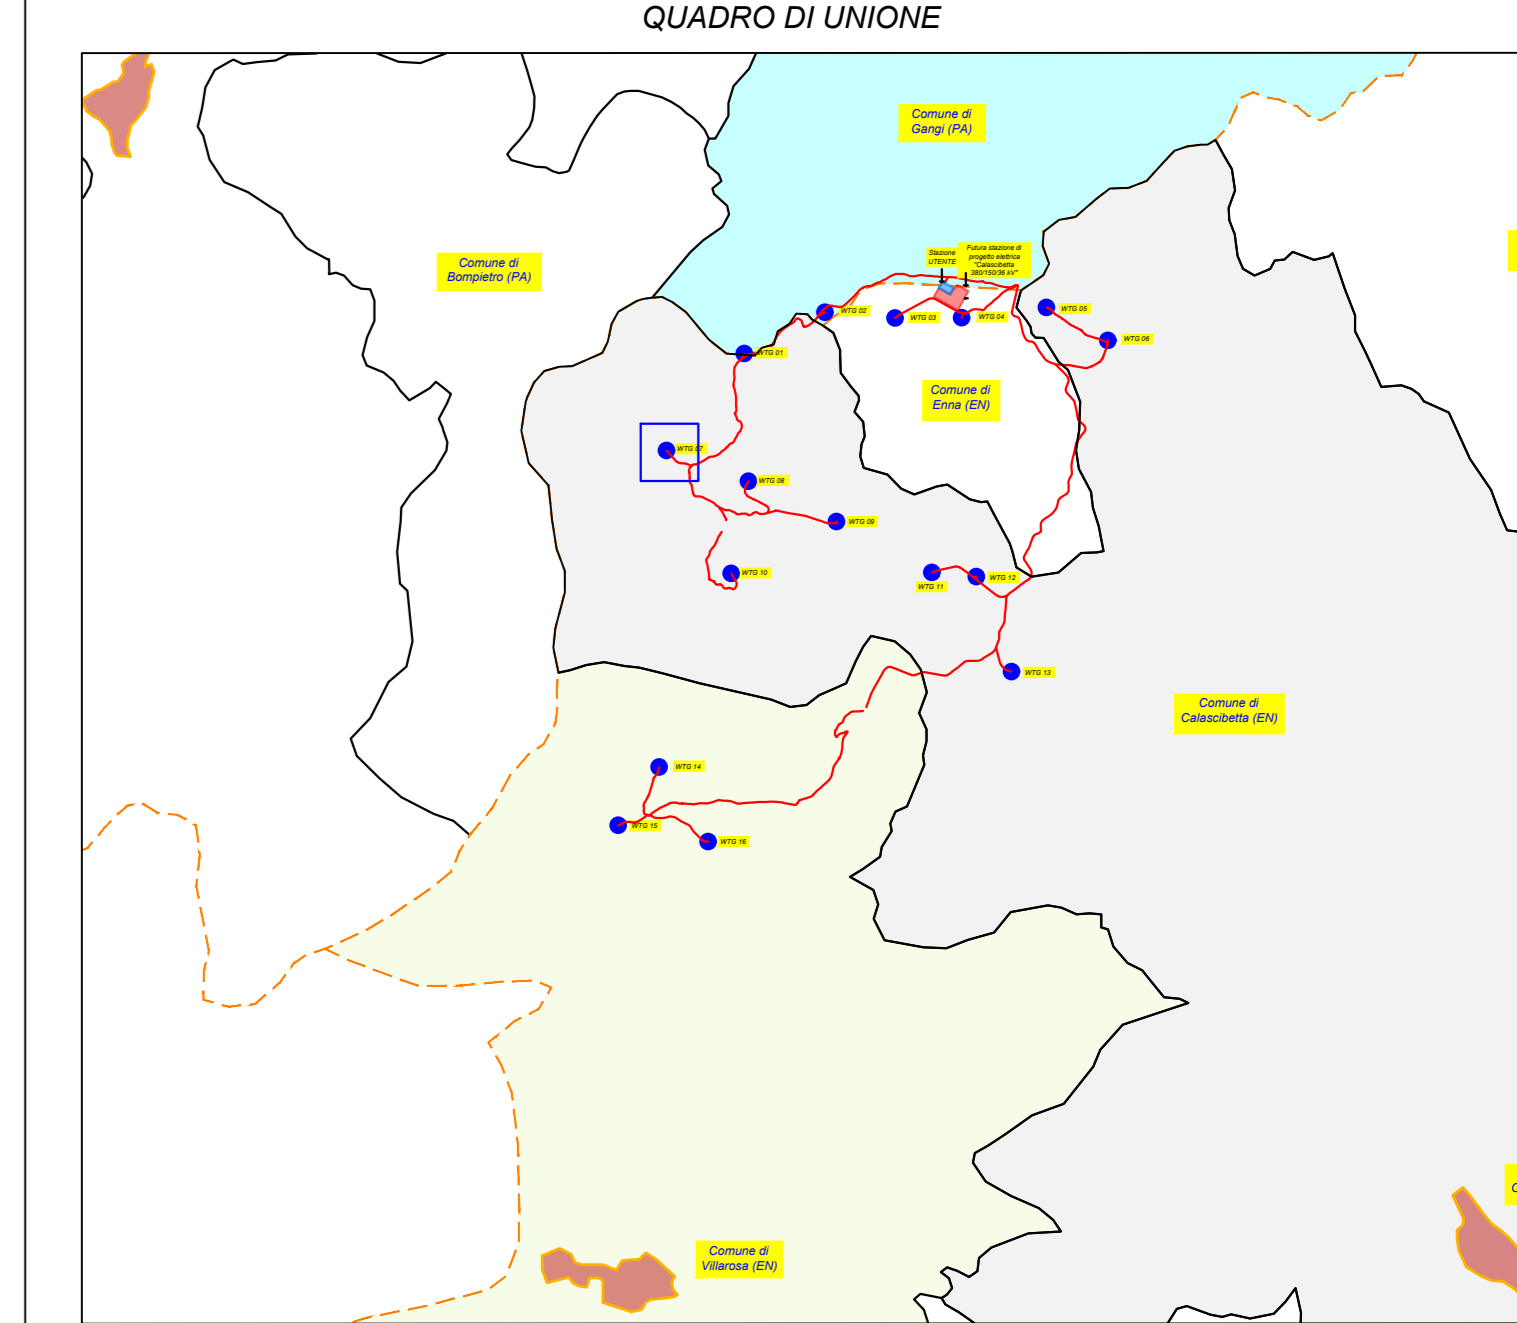 QUADRO DI UNIONE
Comune di
Gangi (PA)
Comune di
Bompietro (PA)
Stazione
UTENTE
Futura stazione di
progetto elettrica
"Calascibetta
380/150/36 kV"
WTG 02
WTG 03
WTG 04
WTG 05
WTG 06
WTG 01
Comune di
Enna (EN)
WTG 07
WTG 08
WTG 09
WTG 10
WTG 11
WTG 12
WTG 13
Comune di
Calascibetta (EN)
WTG 14
WTG 15
WTG 16
Comune di
Villarosa (EN)